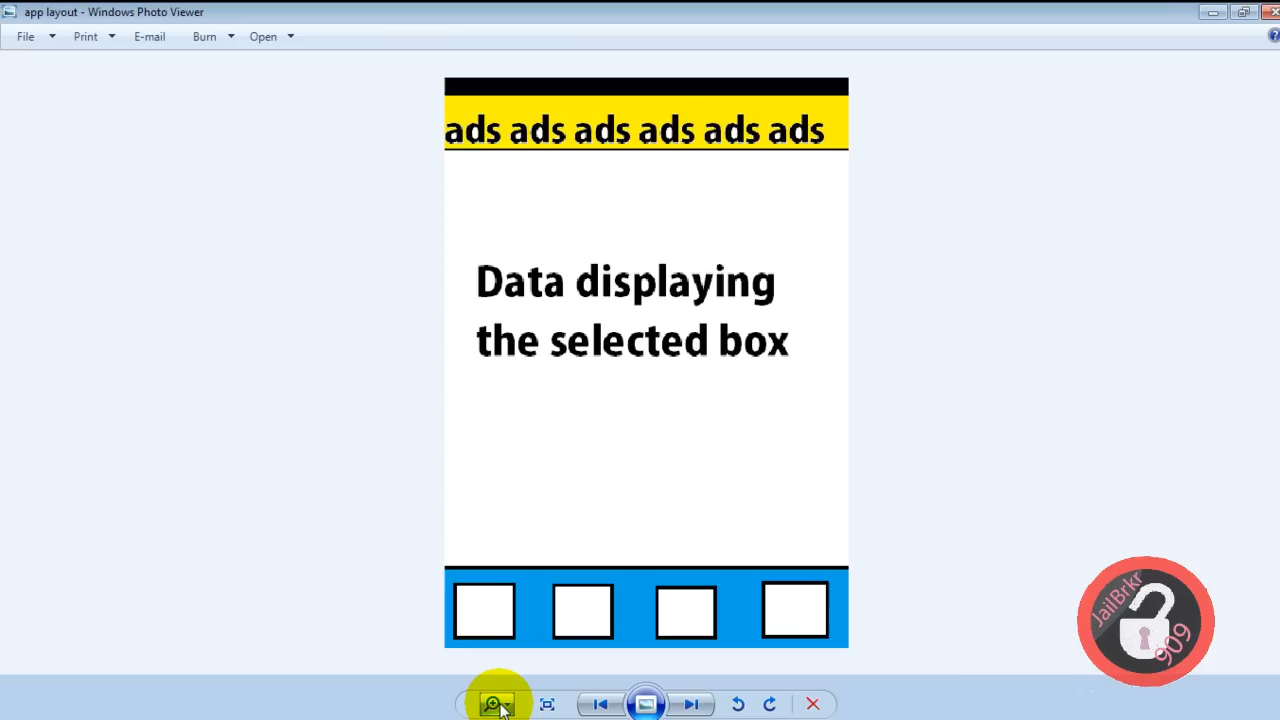 app layout - Windows Photo Viewer
File Print E-mail Burn Open
ads ads ads ads ads ads
Data displaying
the selected box
JailBrkr
909